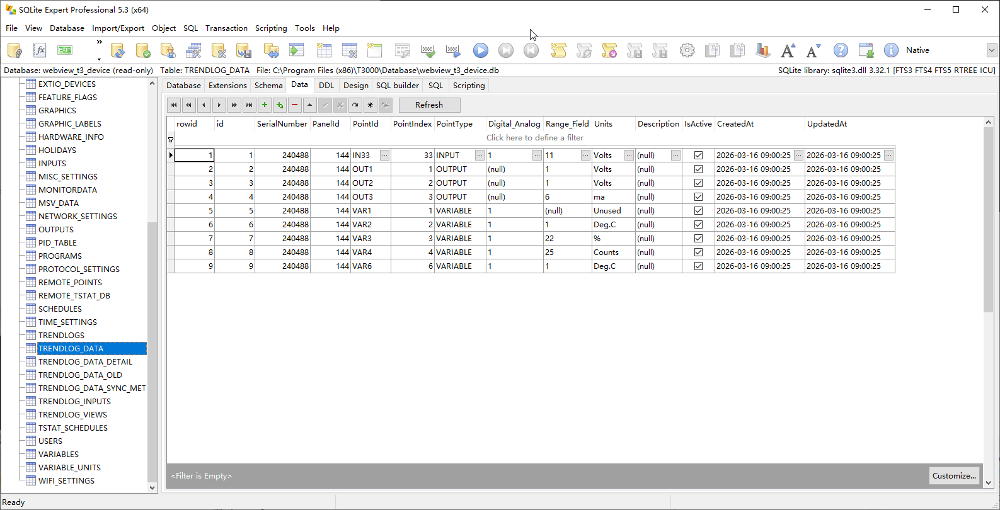 SQLite Expert Professional 5.3 (x64)
File View Database Import/Export Object SQL Transaction Scripting Tools Help
fx EXIT » A A ? i Native
Database: webview_t3_device (read-only) Table: TRENDLOG_DATA File: C:\Program Files (x86)\T3000\Database\webview_t3_device.db SQLite library: sqlite3.dll 3.32.1 [FTS3 FTS4 FTS5 RTREE ICU]
EXTIO_DEVICES
FEATURE_FLAGS
GRAPHICS
GRAPHIC_LABELS
HARDWARE_INFO
HOLIDAYS
INPUTS
MISC_SETTINGS
MONITORDATA
MSV_DATA
NETWORK_SETTINGS
OUTPUTS
PID_TABLE
PROGRAMS
PROTOCOL_SETTINGS
REMOTE_POINTS
REMOTE_TSTAT_DB
SCHEDULES
TIME_SETTINGS
TRENDLOGS
TRENDLOG_DATA
TRENDLOG_DATA_DETAIL
TRENDLOG_DATA_OLD
TRENDLOG_DATA_SYNC_MET
TRENDLOG_INPUTS
TRENDLOG_VIEWS
TSTAT_SCHEDULES
USERS
VARIABLES
VARIABLE_UNITS
WIFI_SETTINGS
Database Extensions Schema Data DDL Design SQL builder SQL Scripting
Refresh
rowid id SerialNumber PanelId PointId PointIndex PointType Digital_Analog Range_Field Units Description IsActive CreatedAt UpdatedAt
Click here to define a filter
1 1 240488 144 IN33 ... 33 INPUT ... 1 ... 11 ... Volts ... (null) ... 2026-03-16 09:00:25 ... 2026-03-16 09:00:25 ...
2 2 240488 144 OUT1 1 OUTPUT (null) 1 Volts (null) 2026-03-16 09:00:25 2026-03-16 09:00:25
3 3 240488 144 OUT2 2 OUTPUT (null) 1 Volts (null) 2026-03-16 09:00:25 2026-03-16 09:00:25
4 4 240488 144 OUT3 3 OUTPUT (null) 6 ma (null) 2026-03-16 09:00:25 2026-03-16 09:00:25
5 5 240488 144 VAR1 1 VARIABLE 1 (null) Unused (null) 2026-03-16 09:00:25 2026-03-16 09:00:25
6 6 240488 144 VAR2 2 VARIABLE 1 1 Deg.C (null) 2026-03-16 09:00:25 2026-03-16 09:00:25
7 7 240488 144 VAR3 3 VARIABLE 1 22 % (null) 2026-03-16 09:00:25 2026-03-16 09:00:25
8 8 240488 144 VAR4 4 VARIABLE 1 25 Counts (null) 2026-03-16 09:00:25 2026-03-16 09:00:25
9 9 240488 144 VAR6 6 VARIABLE 1 1 Deg.C (null) 2026-03-16 09:00:25 2026-03-16 09:00:25
<Filter is Empty>
Customize...
Ready